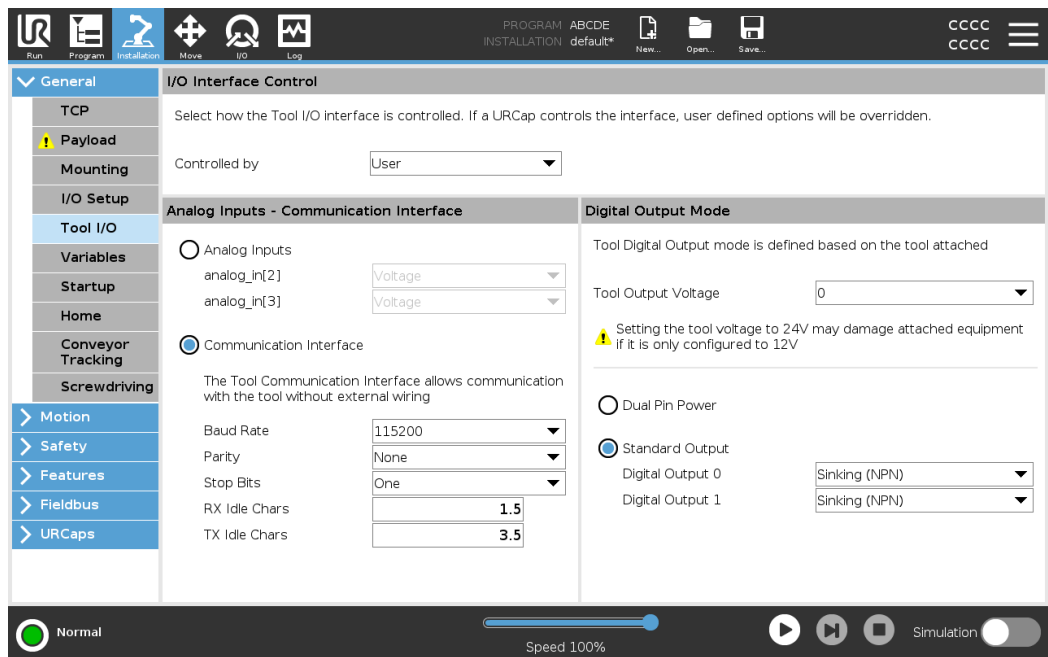 UR
Run
Program
Installation
Move
I/O
Log
PROGRAM ABCDE
INSTALLATION default*
New...
Open...
Save...
CCCC
CCCC
General
TCP
Payload
Mounting
I/O Setup
Tool I/O
Variables
Startup
Home
Conveyor
Tracking
Screwdriving
Motion
Safety
Features
Fieldbus
URCaps
I/O Interface Control
Select how the Tool I/O interface is controlled. If a URCap controls the interface, user defined options will be overridden.
Controlled by User
Analog Inputs - Communication Interface
Analog Inputs
analog_in[2] Voltage
analog_in[3] Voltage
Communication Interface
The Tool Communication Interface allows communication
with the tool without external wiring
Baud Rate 115200
Parity None
Stop Bits One
RX Idle Chars 1.5
TX Idle Chars 3.5
Digital Output Mode
Tool Digital Output mode is defined based on the tool attached
Tool Output Voltage 0
Setting the tool voltage to 24V may damage attached equipment
if it is only configured to 12V
Dual Pin Power
Standard Output
Digital Output 0 Sinking (NPN)
Digital Output 1 Sinking (NPN)
Normal
Speed 100%
Simulation